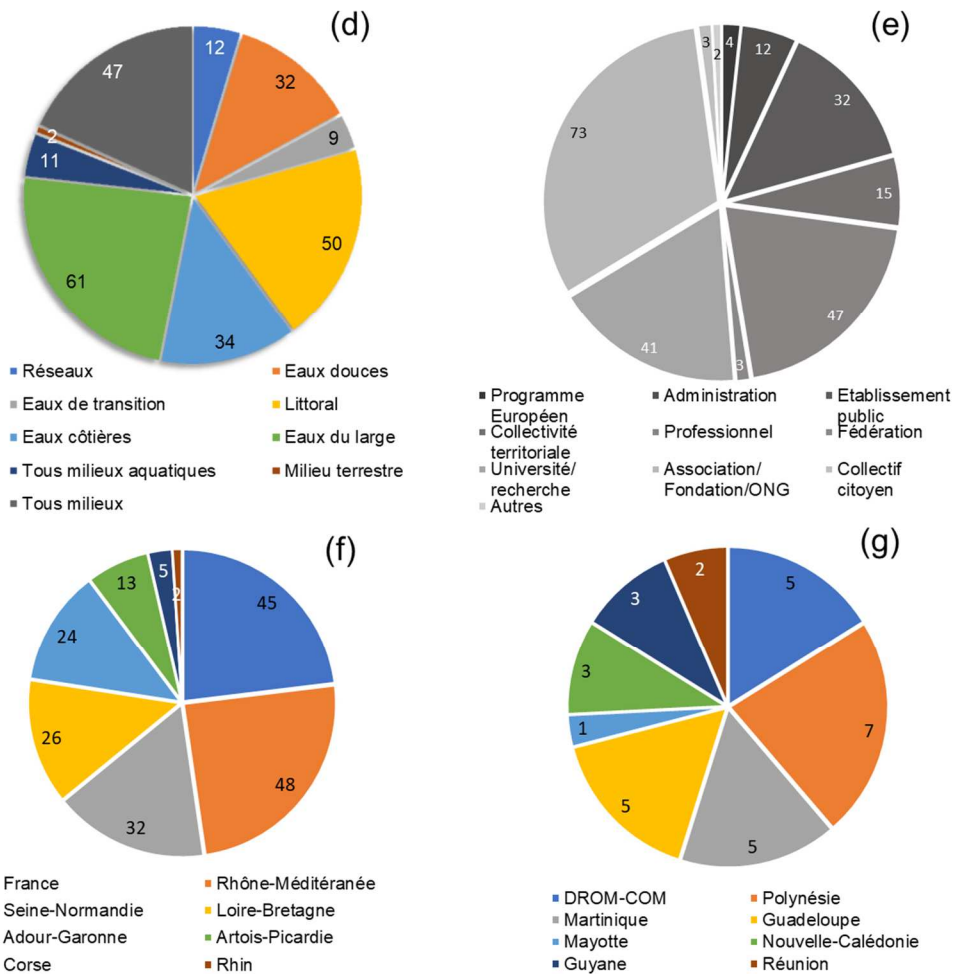 (d)
12
32
9
50
34
61
11
2
47
Réseaux
Eaux douces
Eaux de transition
Littoral
Eaux côtières
Eaux du large
Tous milieux aquatiques
Milieu terrestre
Tous milieux
(e)
4
12
32
15
47
3
41
73
3
2
Programme
Européen
Administration
Etablissement
public
Collectivité
territoriale
Professionnel
Fédération
Université/
recherche
Association/
Fondation/ONG
Collectif
citoyen
Autres
(f)
45
48
32
26
24
13
5
2
France
Rhône-Méditéranée
Seine-Normandie
Loire-Bretagne
Adour-Garonne
Artois-Picardie
Corse
Rhin
(g)
5
7
5
5
1
3
3
2
DROM-COM
Polynésie
Martinique
Guadeloupe
Mayotte
Nouvelle-Calédonie
Guyane
Réunion